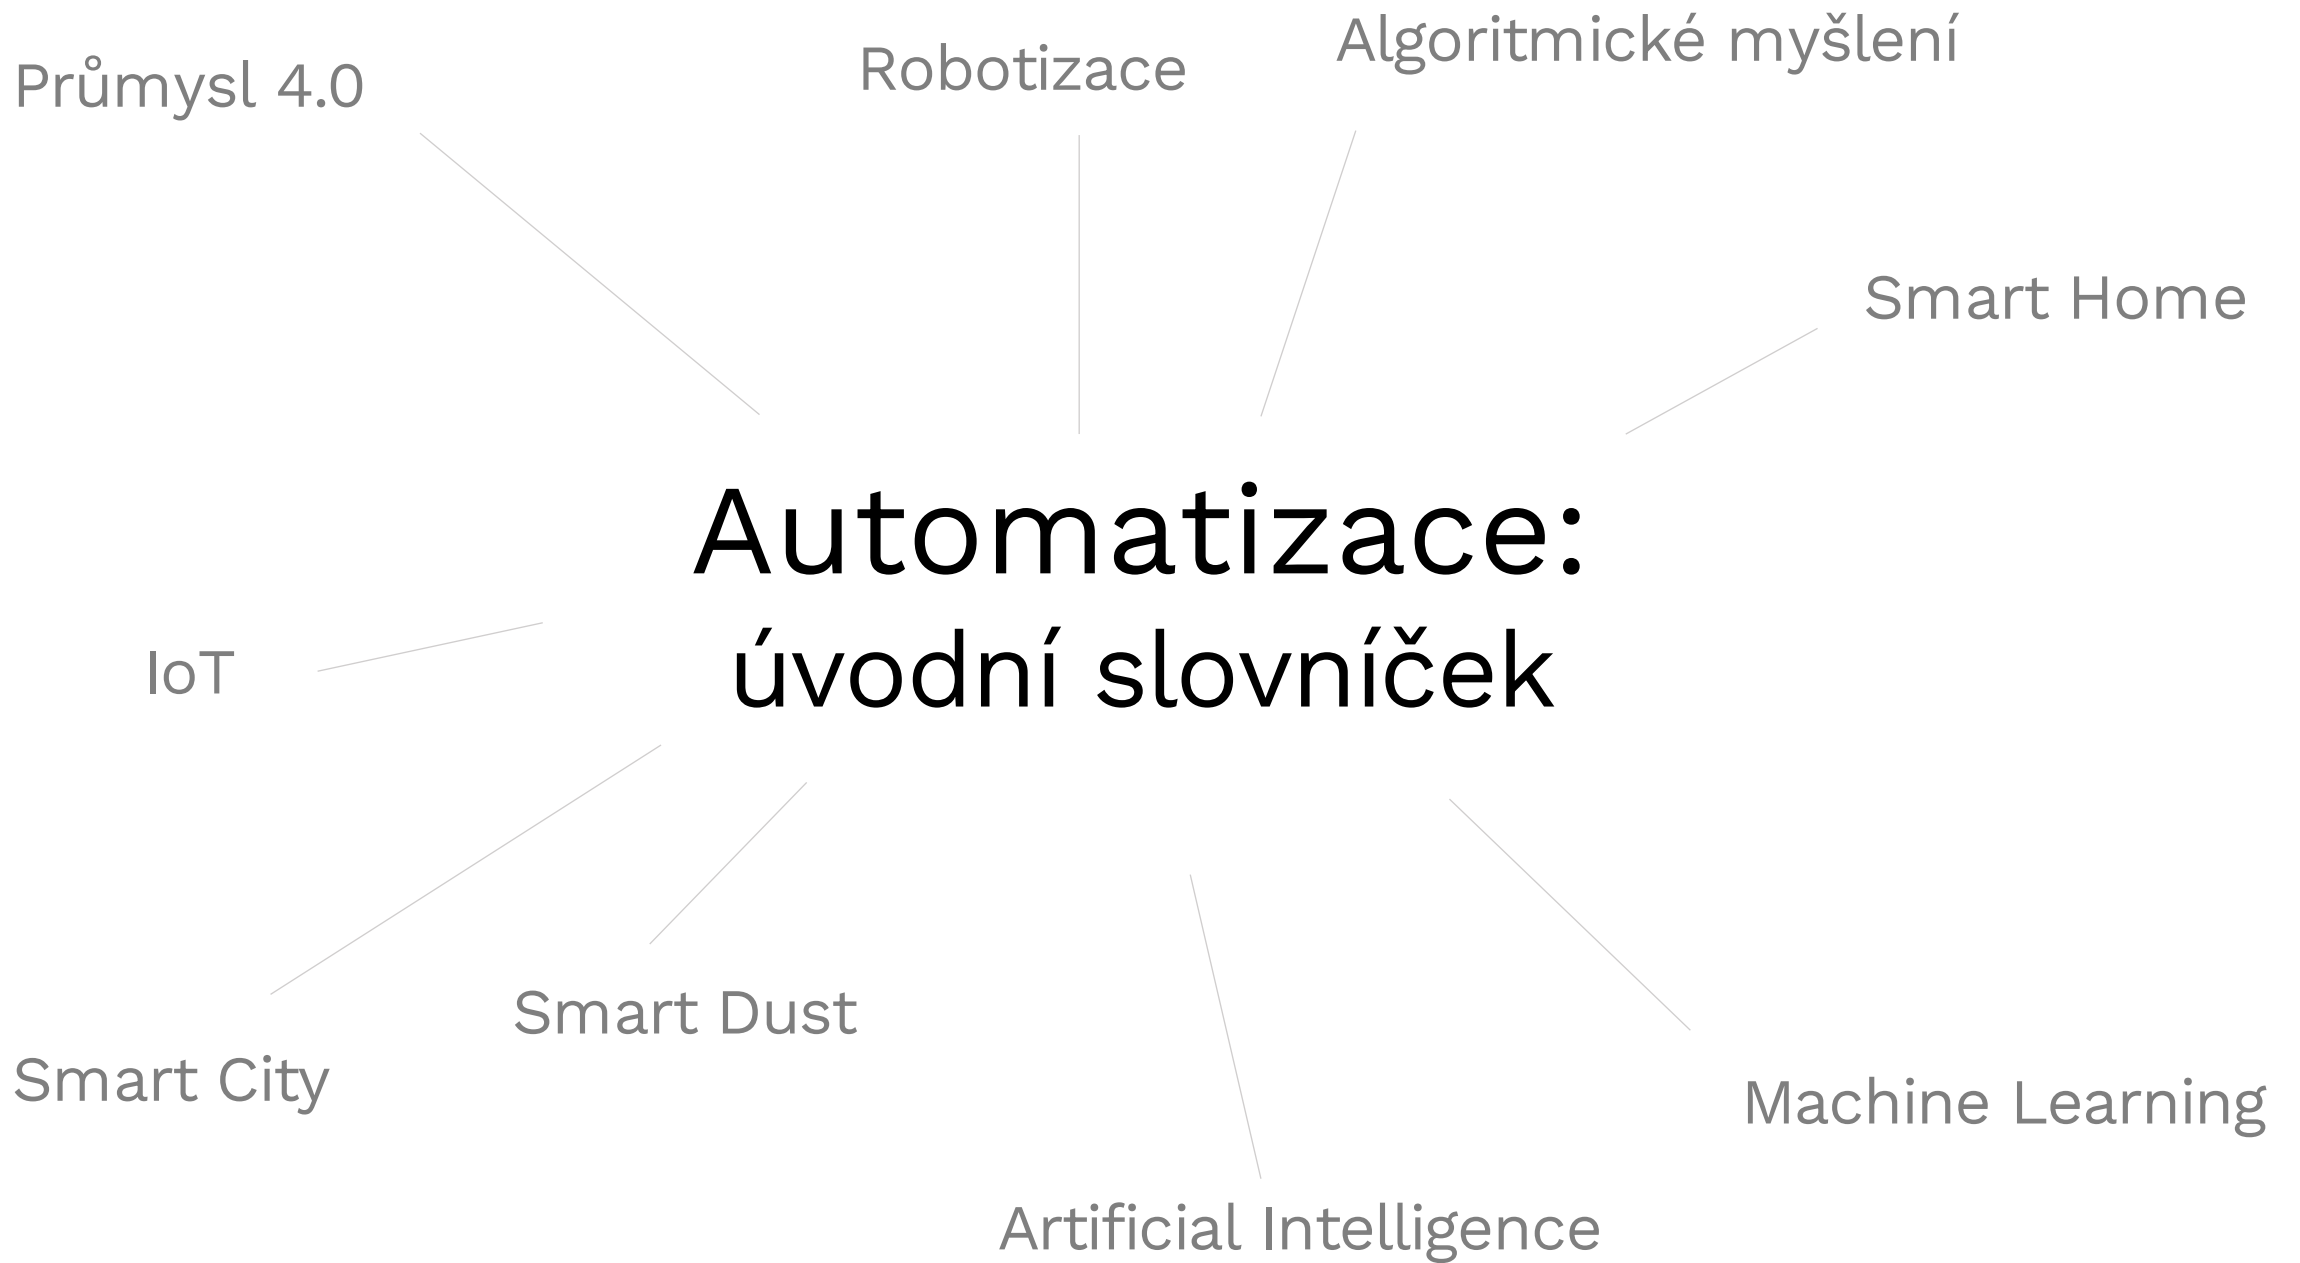 Průmysl 4.0
Robotizace
Algoritmické myšlení
Smart Home
Automatizace:
úvodní slovníček
IoT
Smart Dust
Smart City
Machine Learning
Artificial Intelligence